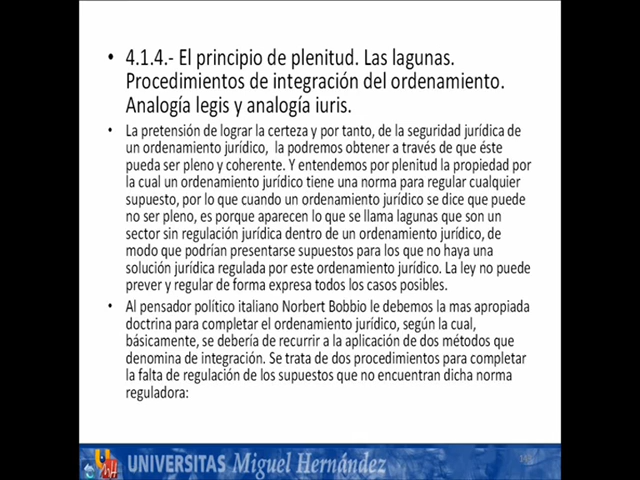 • 4.1.4.- El principio de plenitud. Las lagunas.
Procedimientos de integración del ordenamiento.
Analogía legis y analogía iuris.
• La pretensión de lograr la certeza y por tanto, de la seguridad jurídica de
un ordenamiento jurídico,  la podremos obtener a través de que éste
pueda ser pleno y coherente. Y entendemos por plenitud la propiedad por
la cual un ordenamiento jurídico tiene una norma para regular cualquier
supuesto, por lo que cuando un ordenamiento jurídico se dice que puede
no ser pleno, es porque aparecen lo que se llama lagunas que son un
sector sin regulación jurídica dentro de un ordenamiento jurídico, de
modo que podrían presentarse supuestos para los que no haya una
solución jurídica regulada por este ordenamiento jurídico. La ley no puede
prever y regular de forma expresa todos los casos posibles.
• Al pensador político italiano Norbert Bobbio le debemos la mas apropiada
doctrina para completar el ordenamiento jurídico, según la cual,
básicamente, se debería de recurrir a la aplicación de dos métodos que
denomina de integración. Se trata de dos procedimientos para completar
la falta de regulación de los supuestos que no encuentran dicha norma
reguladora:
UNIVERSITAS Miguel Hernández